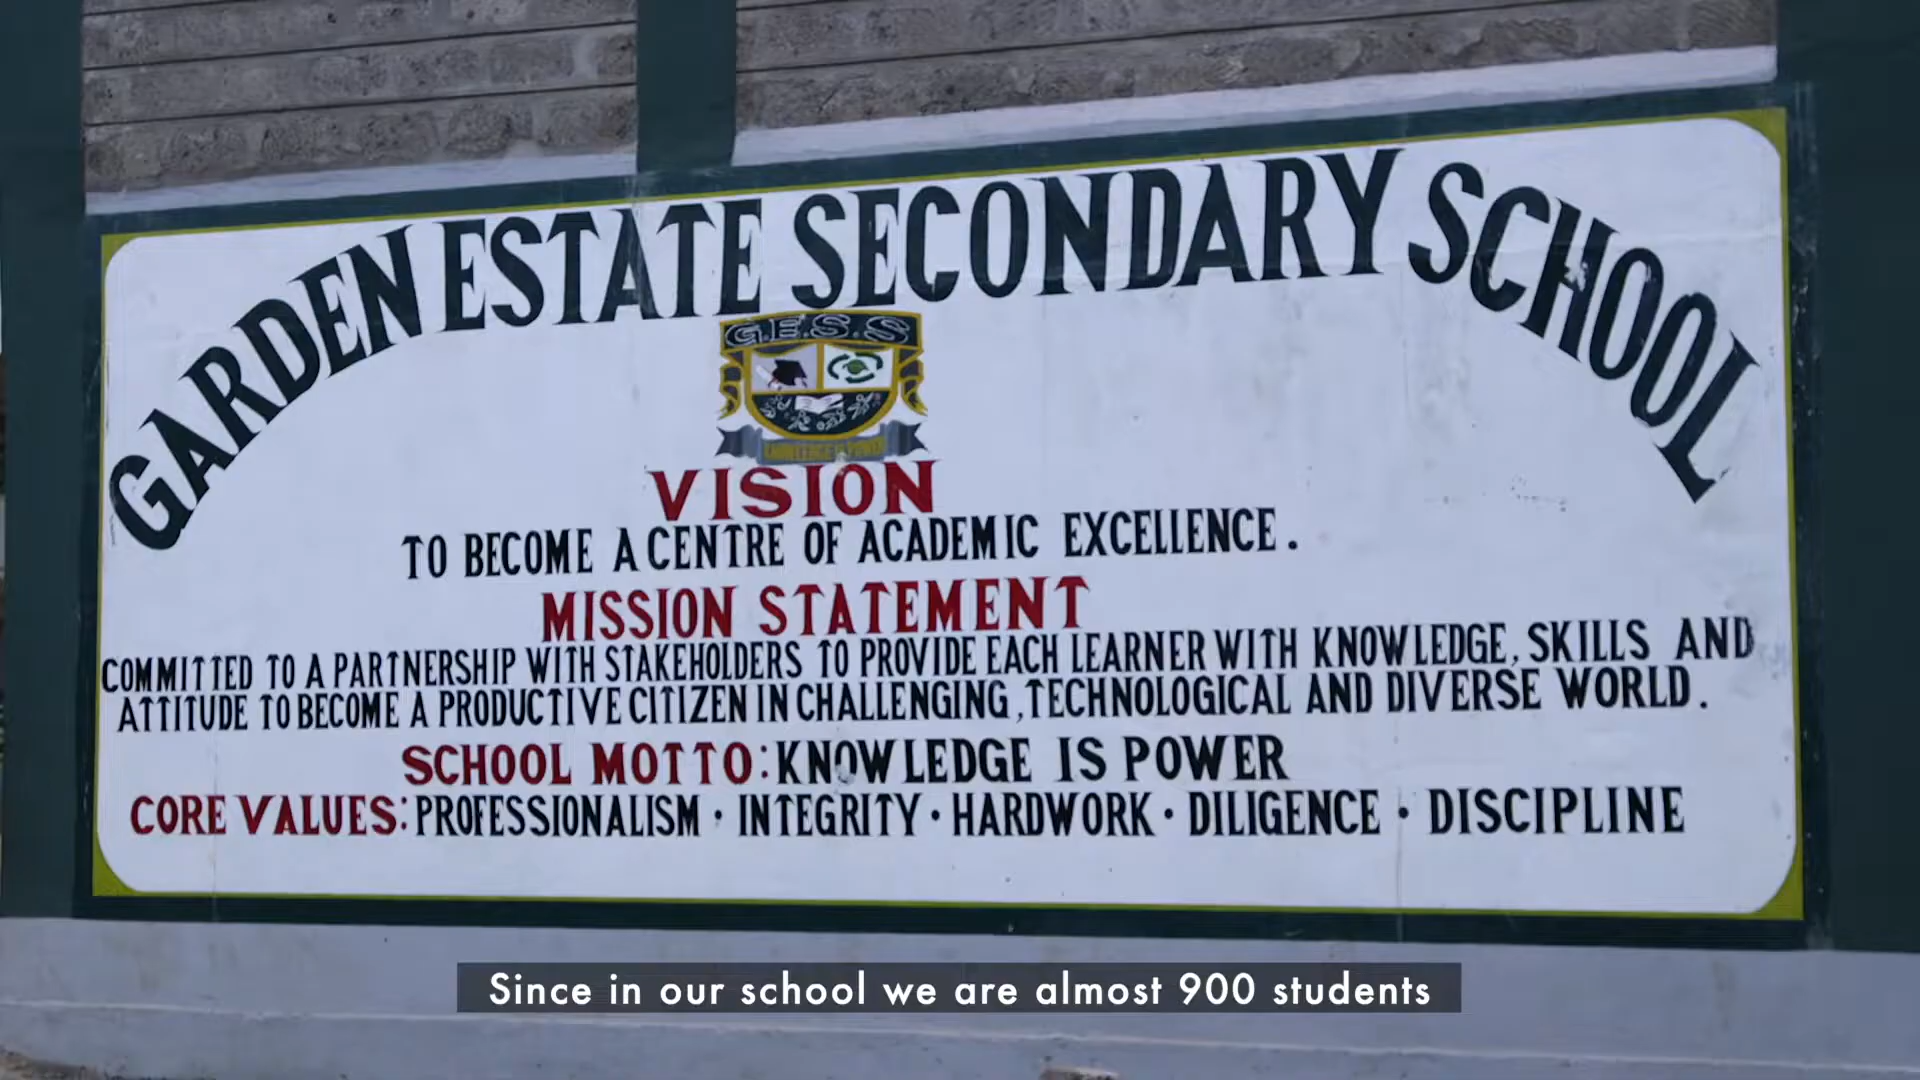 GARDEN ESTATE SECONDARY SCHOOL
G.E.S.S
VISION
TO BECOME A CENTRE OF ACADEMIC EXCELLENCE.
MISSION STATEMENT
COMMITTED TO A PARTNERSHIP WITH STAKEHOLDERS TO PROVIDE EACH LEARNER WITH KNOWLEDGE, SKILLS AND
ATTITUDE TO BECOME A PRODUCTIVE CITIZEN IN CHALLENGING, TECHNOLOGICAL AND DIVERSE WORLD.
SCHOOL MOTTO: KNOWLEDGE IS POWER
CORE VALUES: PROFESSIONALISM · INTEGRITY · HARDWORK · DILIGENCE · DISCIPLINE
Since in our school we are almost 900 students